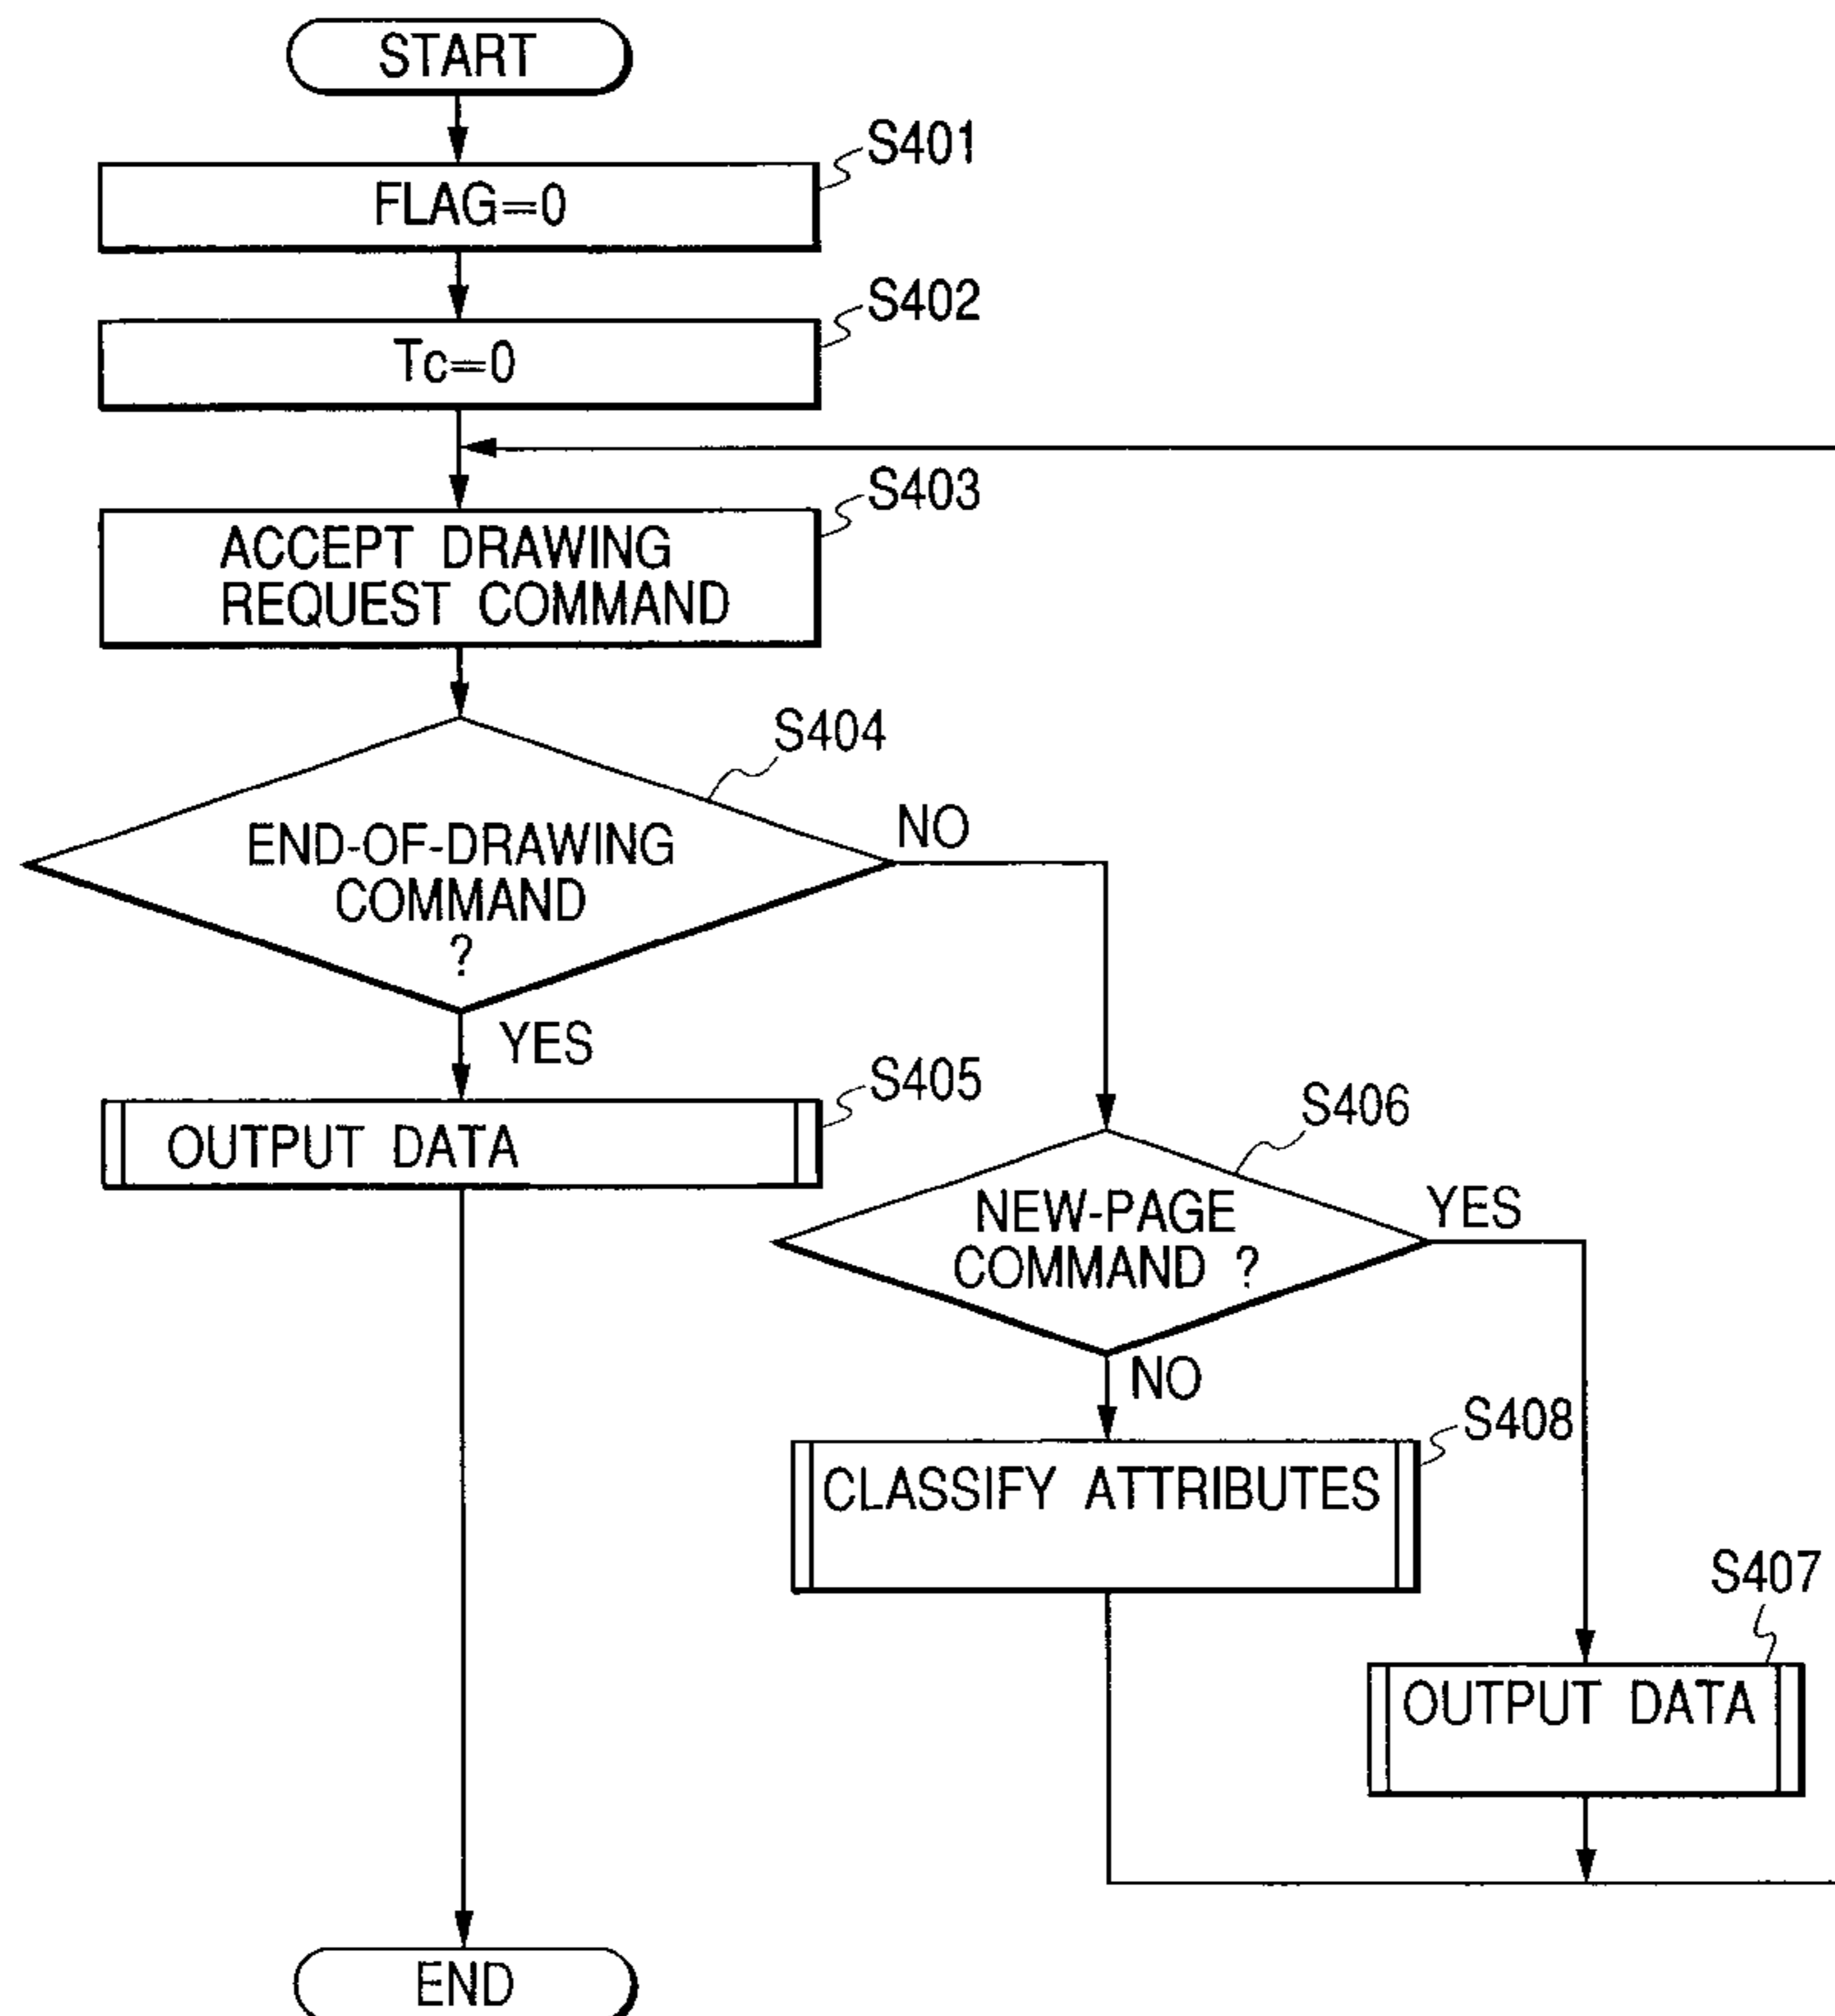 START
S401
FLAG=0
S402
Tc=0
S403
ACCEPT DRAWING
REQUEST COMMAND
S404
END-OF-DRAWING
COMMAND
?
NO
YES
S405
OUTPUT DATA
S406
NEW-PAGE
COMMAND ?
YES
NO
S408
CLASSIFY ATTRIBUTES
S407
OUTPUT DATA
END